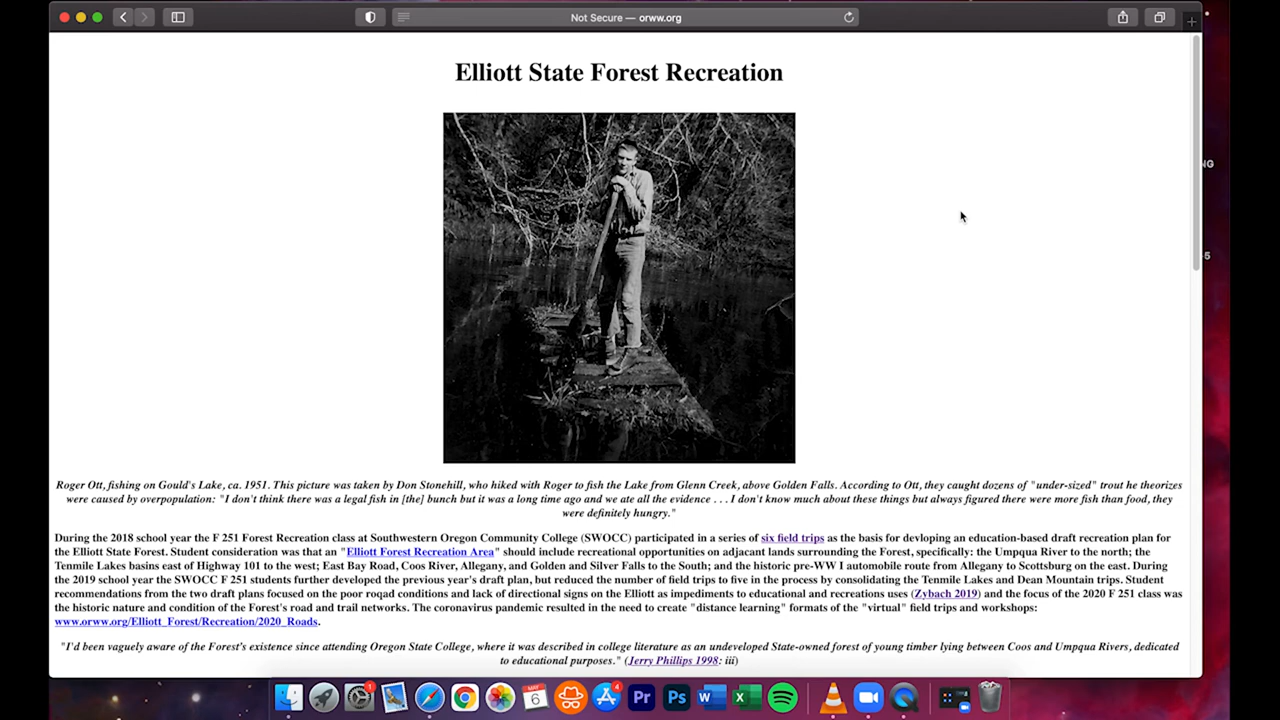 Not Secure — orww.org
Elliott State Forest Recreation
NG
-5
Roger Ott, fishing on Gould's Lake, ca. 1951. This picture was taken by Don Stonehill, who hiked with Roger to fish the Lake from Glenn Creek, above Golden Falls. According to Ott, they caught dozens of "under-sized" trout he theorizes
were caused by overpopulation: "I don't think there was a legal fish in [the] bunch but it was a long time ago and we ate all the evidence . . . I don't know much about these things but always figured there were more fish than food, they
were definitely hungry."
During the 2018 school year the F 251 Forest Recreation class at Southwestern Oregon Community College (SWOCC) participated in a series of six field trips as the basis for devloping an education-based draft recreation plan for
the Elliott State Forest. Student consideration was that an "Elliott Forest Recreation Area" should include recreational opportunities on adjacent lands surrounding the Forest, specifically: the Umpqua River to the north; the
Tenmile Lakes basins east of Highway 101 to the west; East Bay Road, Coos River, Allegany, and Golden and Silver Falls to the South; and the historic pre-WW I automobile route from Allegany to Scottsburg on the east. During
the 2019 school year the SWOCC F 251 students further developed the previous year's draft plan, but reduced the number of field trips to five in the process by consolidating the Tenmile Lakes and Dean Mountain trips. Student
recommendations from the two draft plans focused on the poor roqad conditions and lack of directional signs on the Elliott as impediments to educational and recreations uses (Zybach 2019) and the focus of the 2020 F 251 class was
the historic nature and condition of the Forest's road and trail networks. The coronavirus pandemic resulted in the need to create "distance learning" formats of the "virtual" field trips and workshops:
www.orww.org/Elliott_Forest/Recreation/2020_Roads.
"I'd been vaguely aware of the Forest's existence since attending Oregon State College, where it was described in college literature as an undeveloped State-owned forest of young timber lying between Coos and Umpqua Rivers, dedicated
to educational purposes." (Jerry Phillips 1998: iii)
1
MAY
6
4
Pr
Ps
W
X